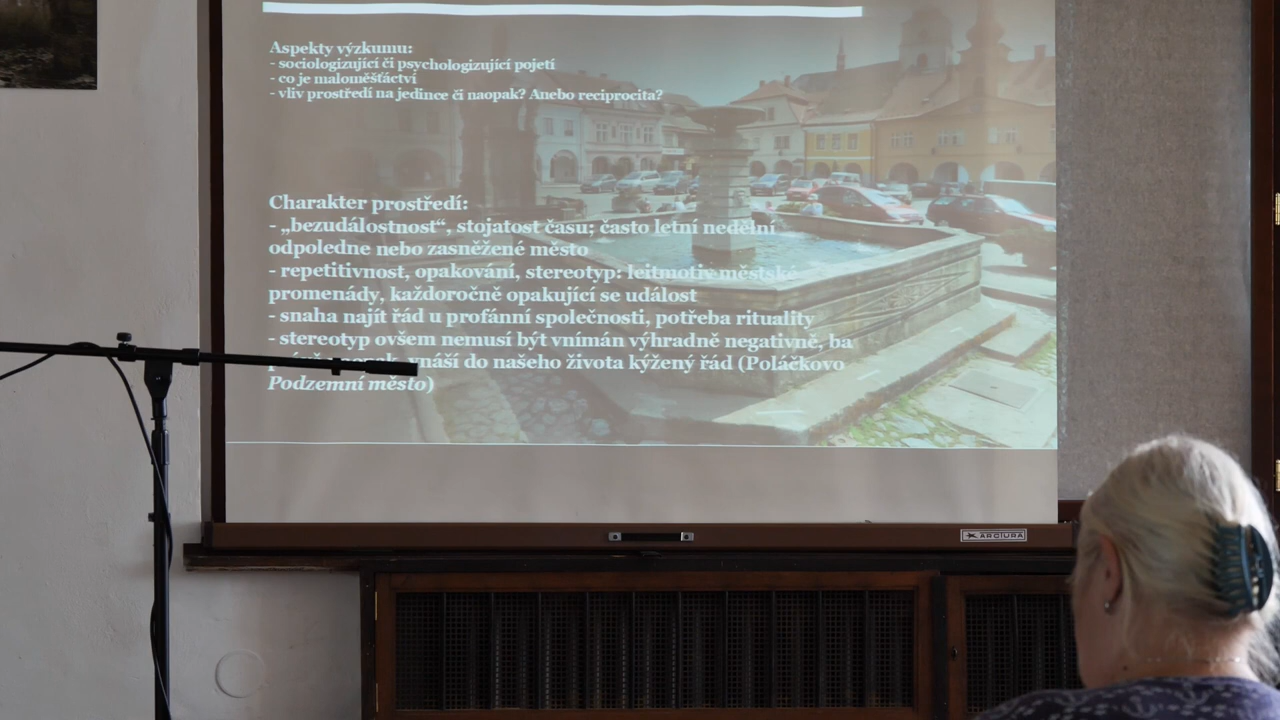 Aspekty výzkumu:
- sociologizující či psychologizující pojetí
- co je maloměšťáctví
- vliv prostředí na jedince či naopak? Anebo reciprocita?
Charakter prostředí:
- „bezudálostnost“, stojatost času; často letní nedělní
odpoledne nebo zasněžené město
- repetitivnost, opakování, stereotyp: leitmotiv městské
promenády, každoročně opakující se událost
- snaha najít řád u profánní společnosti, potřeba rituality
- stereotyp ovšem nemusí být vnímán výhradně negativně, ba
vnáší do našeho života kýžený řád (Poláčkovo
Podzemní město)
ARCIURA